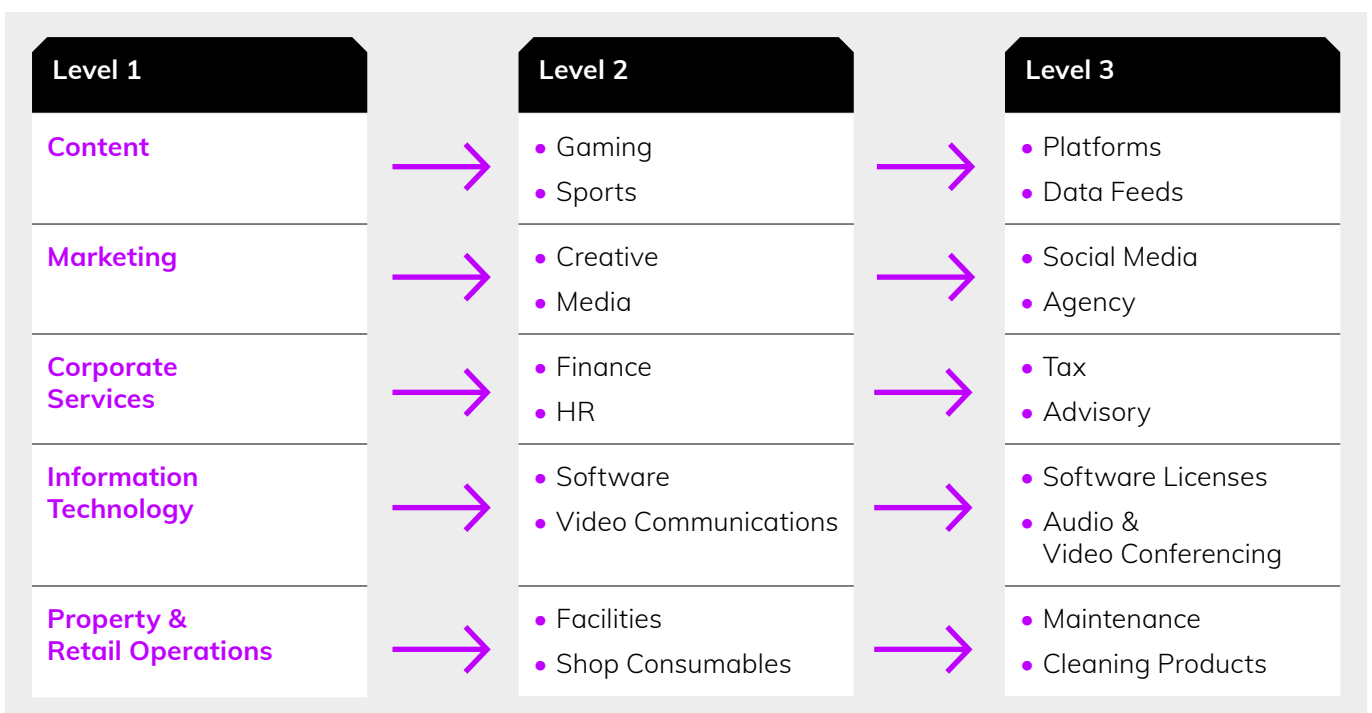 Level 1
Level 2
Level 3
Content
• Gaming
• Sports
• Platforms
• Data Feeds
Marketing
• Creative
• Media
• Social Media
• Agency
Corporate
Services
• Finance
• HR
• Tax
• Advisory
Information
Technology
• Software
• Video Communications
• Software Licenses
• Audio &
Video Conferencing
Property &
Retail Operations
• Facilities
• Shop Consumables
• Maintenance
• Cleaning Products